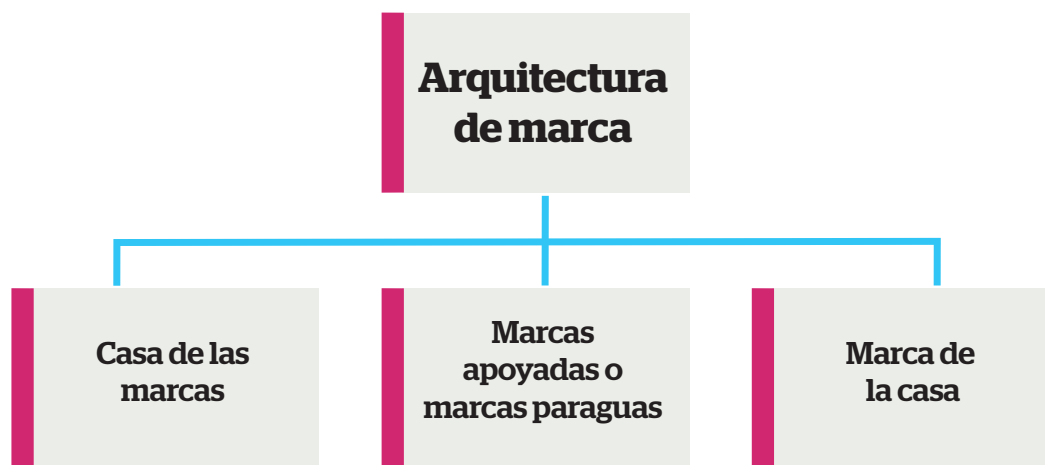 Arquitectura
de marca
Casa de las
marcas
Marcas
apoyadas o
marcas paraguas
Marca de
la casa